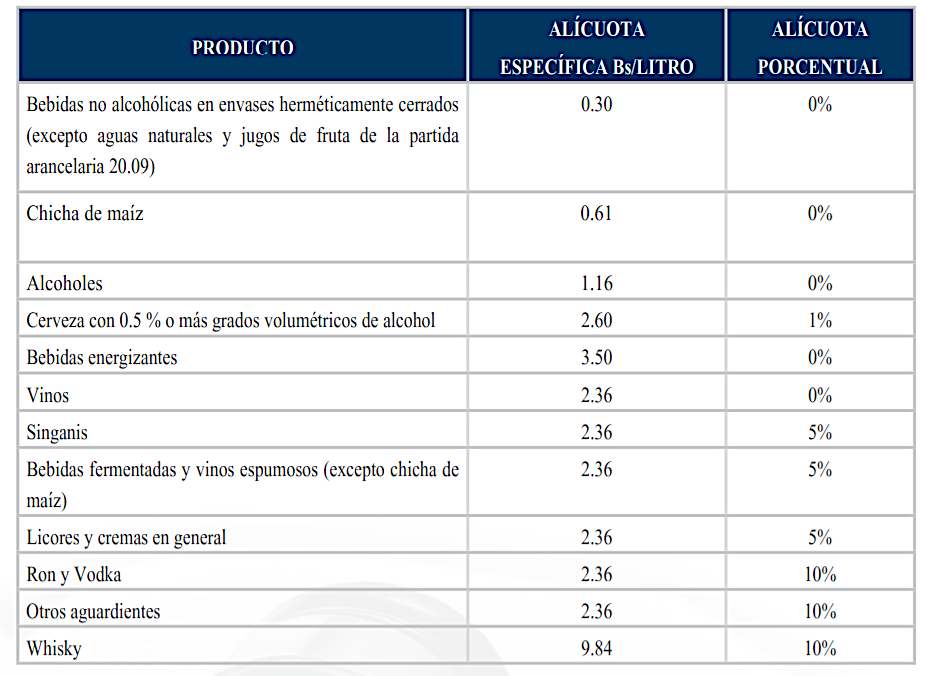 PRODUCTO
ALÍCUOTA
ESPECÍFICA Bs/LITRO
ALÍCUOTA
PORCENTUAL
Bebidas no alcohólicas en envases herméticamente cerrados
(excepto aguas naturales y jugos de fruta de la partida
arancelaria 20.09)
0.30
0%
Chicha de maíz
0.61
0%
Alcoholes
1.16
0%
Cerveza con 0.5 % o más grados volumétricos de alcohol
2.60
1%
Bebidas energizantes
3.50
0%
Vinos
2.36
0%
Singanis
2.36
5%
Bebidas fermentadas y vinos espumosos (excepto chicha de
maíz)
2.36
5%
Licores y cremas en general
2.36
5%
Ron y Vodka
2.36
10%
Otros aguardientes
2.36
10%
Whisky
9.84
10%